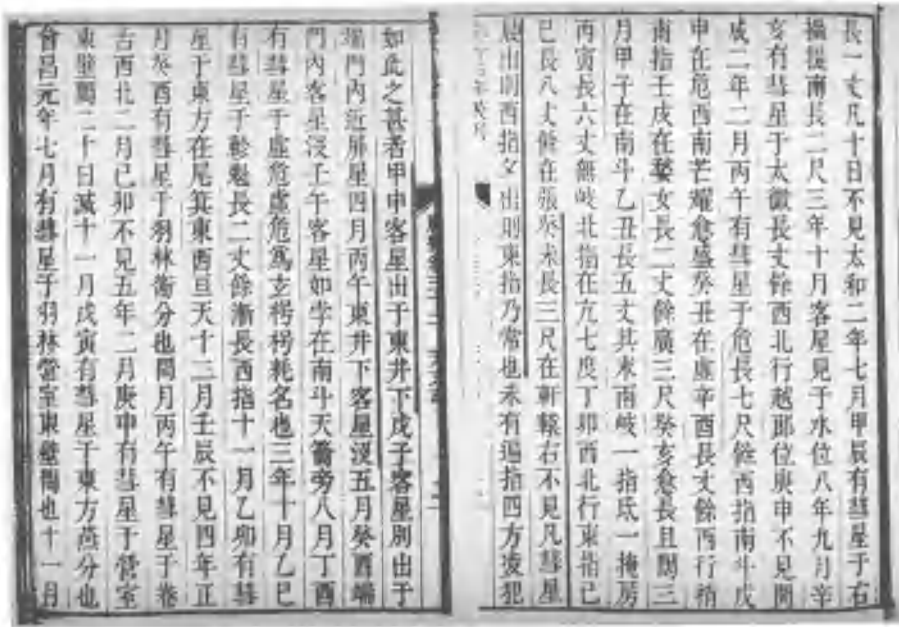 長一丈凡十日不見太和二年七月甲辰有彗星于右
攝提南長二尺三年十月客星見于水位八年九月辛
亥有彗星于太微長丈餘西北行越郎位庚申不見開
成二年二月丙午有彗星于危長七尺餘西指南斗戊
申在危西南芒耀愈盛癸丑在虛辛酉長丈餘西行稍
南指壬戌在婺女長二丈餘廣三尺癸亥愈長且闊三
月甲子在南斗乙丑長五丈其末兩岐一指氐一掩房
丙寅長六丈無岐北指在亢七度丁卯西北行東指己
巳長八丈餘在張癸未長三尺在軒轅右不見凡彗星
晨出則西指夕出則東指乃常也未有遍指四方凌犯
如此之甚者甲申客星出于東井下戊子客星別出于
端門內近屏星四月丙午東井下客星沒五月癸酉端
門內客星沒壬午客星如孛在南斗天籥旁八月丁酉
有彗星于虛危虛危為玄枵枵耗名也三年十月乙巳
有彗星于軫魁長二丈餘漸長西指十一月乙卯有彗
星于東方在尾箕東西亘天十二月壬辰不見四年正
月癸酉有彗星于羽林衛分也閏月丙午有彗星于卷
舌西北二月己卯不見五年二月庚申有彗星于營室
東壁間二十日滅十一月戊寅有彗星于東方燕分也
會昌元年七月有彗星于羽林營室東壁間也十一月